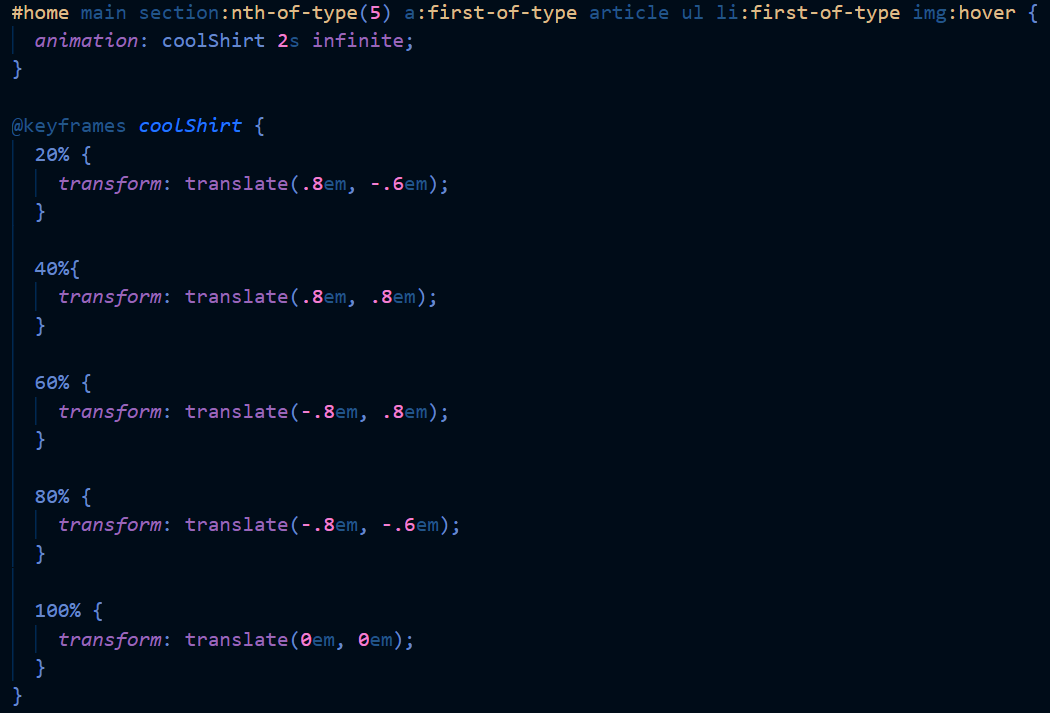 #home main section:nth-of-type(5) a:first-of-type article ul li:first-of-type img:hover {
  animation: coolShirt 2s infinite;
}

@keyframes coolShirt {
  20% {
    transform: translate(.8em, -.6em);
  }

  40%{
    transform: translate(.8em, .8em);
  }

  60% {
    transform: translate(-.8em, .8em);
  }

  80% {
    transform: translate(-.8em, -.6em);
  }

  100% {
    transform: translate(0em, 0em);
  }
}